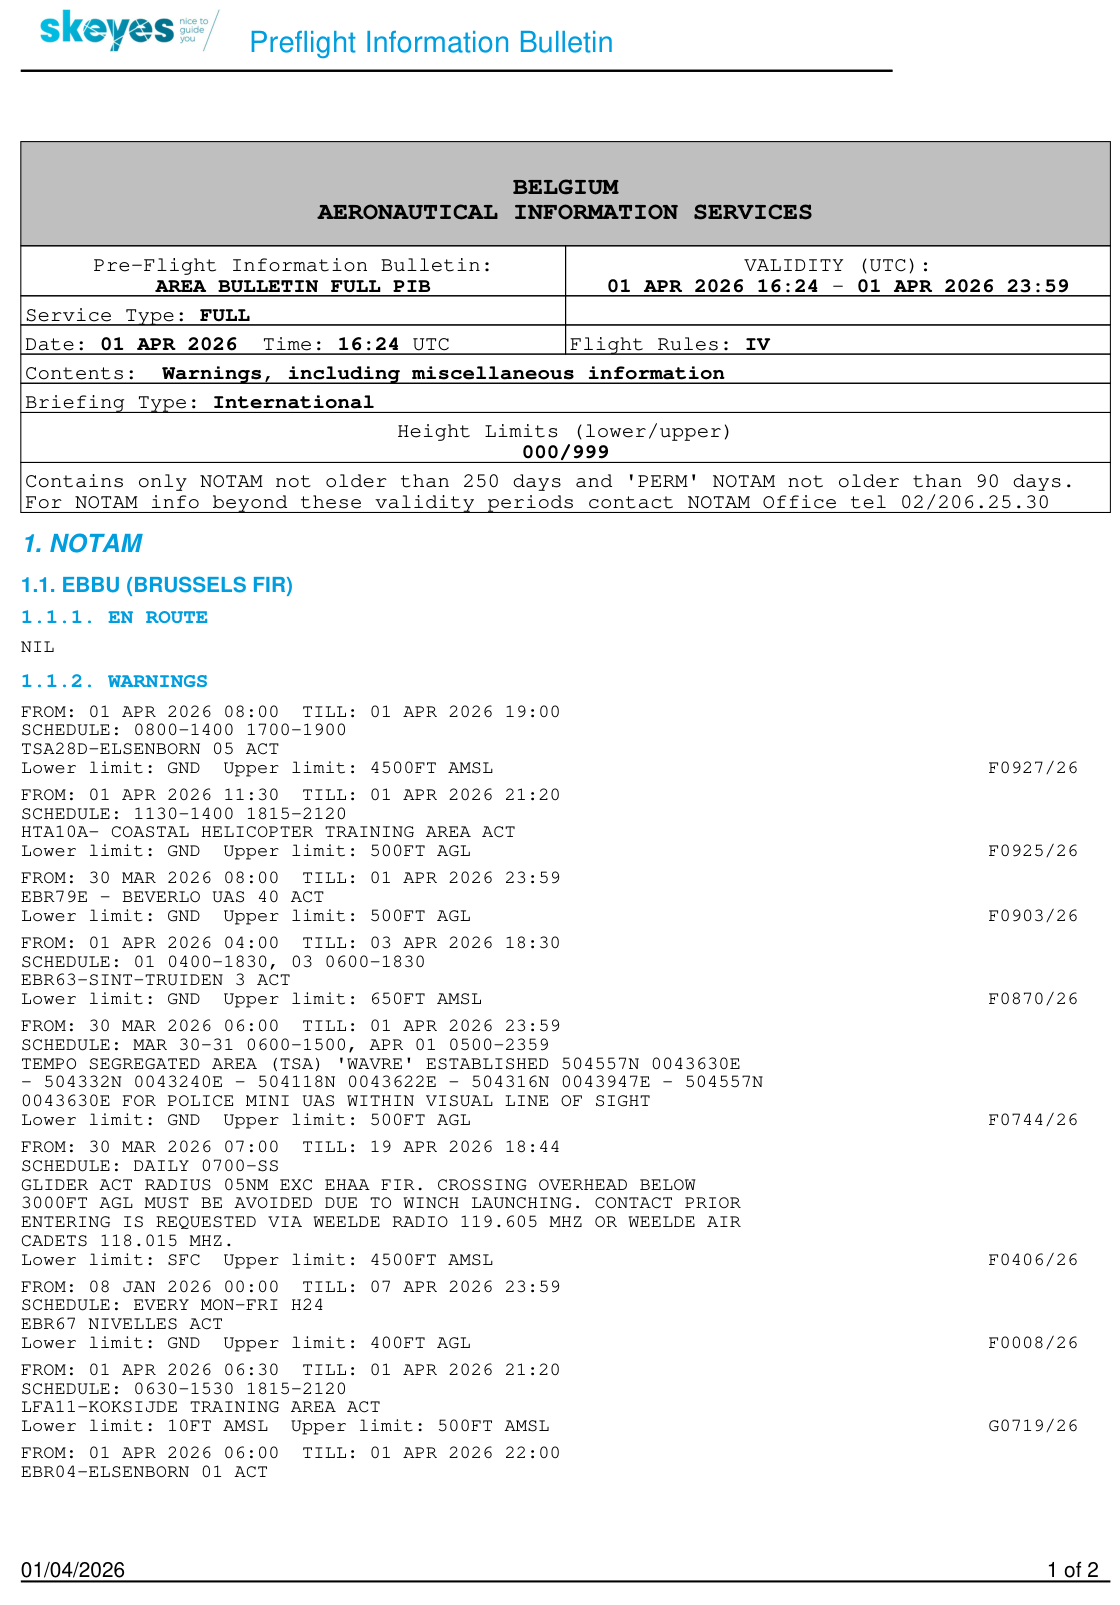 skeyes nice to guide you
Preflight Information Bulletin
BELGIUM
AERONAUTICAL INFORMATION SERVICES
Pre-Flight Information Bulletin:
AREA BULLETIN FULL PIB
VALIDITY (UTC):
01 APR 2026 16:24 - 01 APR 2026 23:59
Service Type: FULL
Date: 01 APR 2026  Time: 16:24 UTC
Flight Rules: IV
Contents:  Warnings, including miscellaneous information
Briefing Type: International
Height Limits (lower/upper)
000/999
Contains only NOTAM not older than 250 days and 'PERM' NOTAM not older than 90 days.
For NOTAM info beyond these validity periods contact NOTAM Office tel 02/206.25.30
1. NOTAM
1.1. EBBU (BRUSSELS FIR)
1.1.1. EN ROUTE
NIL
1.1.2. WARNINGS
FROM: 01 APR 2026 08:00  TILL: 01 APR 2026 19:00
SCHEDULE: 0800-1400 1700-1900
TSA28D-ELSENBORN 05 ACT
Lower limit: GND  Upper limit: 4500FT AMSL F0927/26
FROM: 01 APR 2026 11:30  TILL: 01 APR 2026 21:20
SCHEDULE: 1130-1400 1815-2120
HTA10A- COASTAL HELICOPTER TRAINING AREA ACT
Lower limit: GND  Upper limit: 500FT AGL F0925/26
FROM: 30 MAR 2026 08:00  TILL: 01 APR 2026 23:59
EBR79E - BEVERLO UAS 40 ACT
Lower limit: GND  Upper limit: 500FT AGL F0903/26
FROM: 01 APR 2026 04:00  TILL: 03 APR 2026 18:30
SCHEDULE: 01 0400-1830, 03 0600-1830
EBR63-SINT-TRUIDEN 3 ACT
Lower limit: GND  Upper limit: 650FT AMSL F0870/26
FROM: 30 MAR 2026 06:00  TILL: 01 APR 2026 23:59
SCHEDULE: MAR 30-31 0600-1500, APR 01 0500-2359
TEMPO SEGREGATED AREA (TSA) 'WAVRE' ESTABLISHED 504557N 0043630E
- 504332N 0043240E - 504118N 0043622E - 504316N 0043947E - 504557N
0043630E FOR POLICE MINI UAS WITHIN VISUAL LINE OF SIGHT
Lower limit: GND  Upper limit: 500FT AGL F0744/26
FROM: 30 MAR 2026 07:00  TILL: 19 APR 2026 18:44
SCHEDULE: DAILY 0700-SS
GLIDER ACT RADIUS 05NM EXC EHAA FIR. CROSSING OVERHEAD BELOW
3000FT AGL MUST BE AVOIDED DUE TO WINCH LAUNCHING. CONTACT PRIOR
ENTERING IS REQUESTED VIA WEELDE RADIO 119.605 MHZ OR WEELDE AIR
CADETS 118.015 MHZ.
Lower limit: SFC  Upper limit: 4500FT AMSL F0406/26
FROM: 08 JAN 2026 00:00  TILL: 07 APR 2026 23:59
SCHEDULE: EVERY MON-FRI H24
EBR67 NIVELLES ACT
Lower limit: GND  Upper limit: 400FT AGL F0008/26
FROM: 01 APR 2026 06:30  TILL: 01 APR 2026 21:20
SCHEDULE: 0630-1530 1815-2120
LFA11-KOKSIJDE TRAINING AREA ACT
Lower limit: 10FT AMSL  Upper limit: 500FT AMSL G0719/26
FROM: 01 APR 2026 06:00  TILL: 01 APR 2026 22:00
EBR04-ELSENBORN 01 ACT
01/04/2026
1 of 2